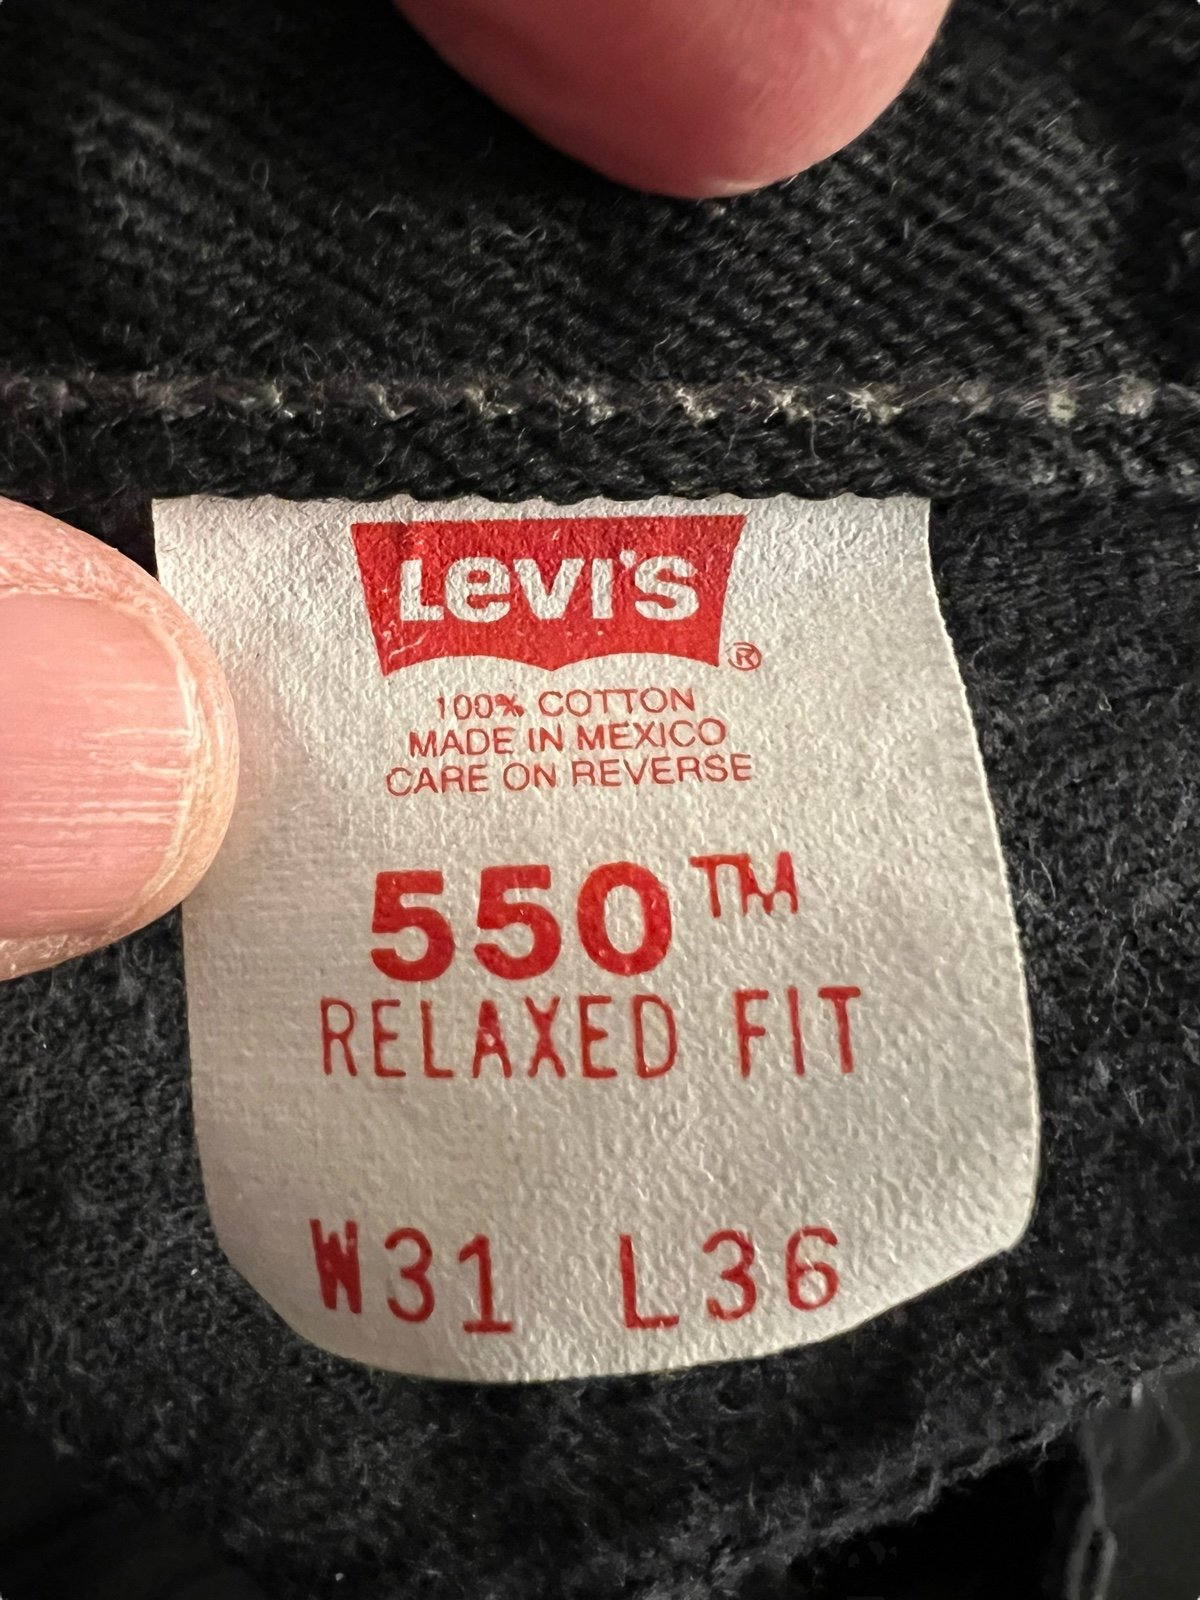 Levi's ®
100% COTTON
MADE IN MEXICO
CARE ON REVERSE
550™
RELAXED FIT
W31 L36